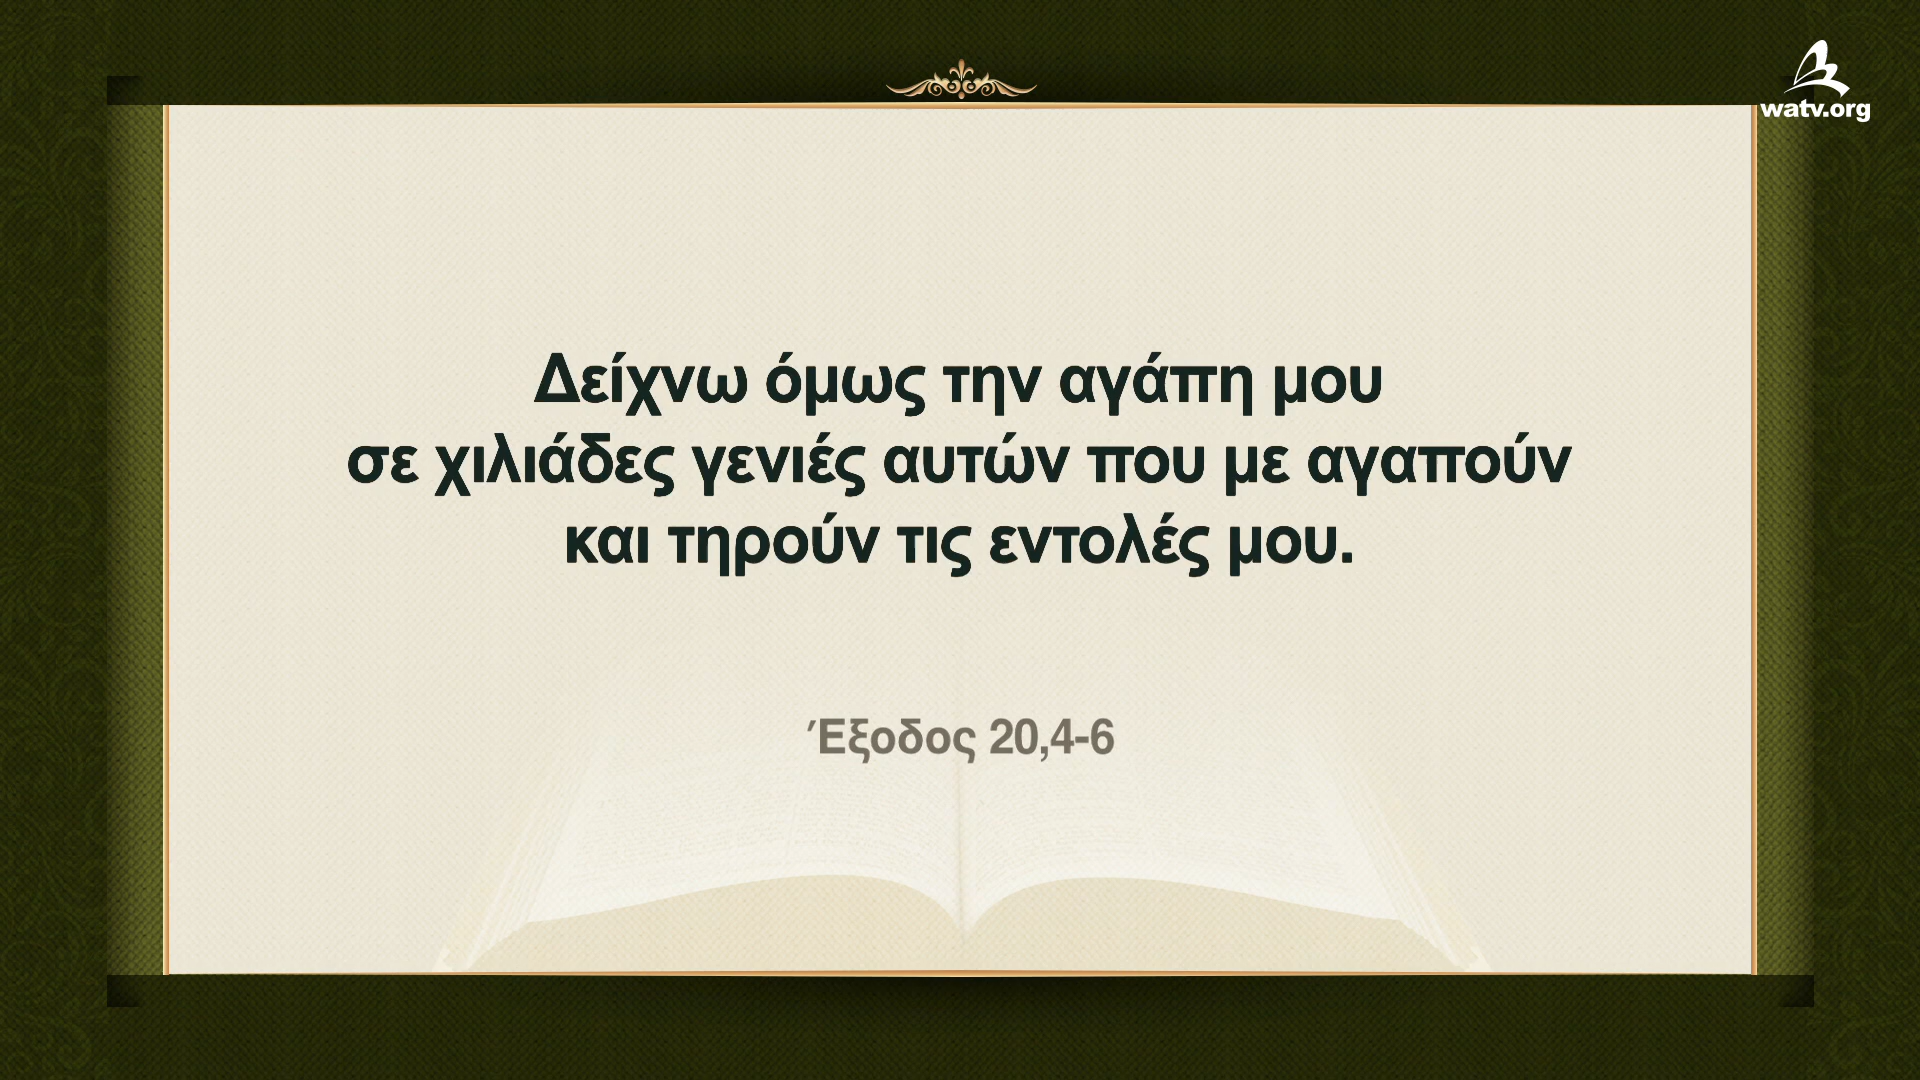 watv.org
Δείχνω όμως την αγάπη μου
σε χιλιάδες γενιές αυτών που με αγαπούν
και τηρούν τις εντολές μου.
Έξοδος 20,4-6